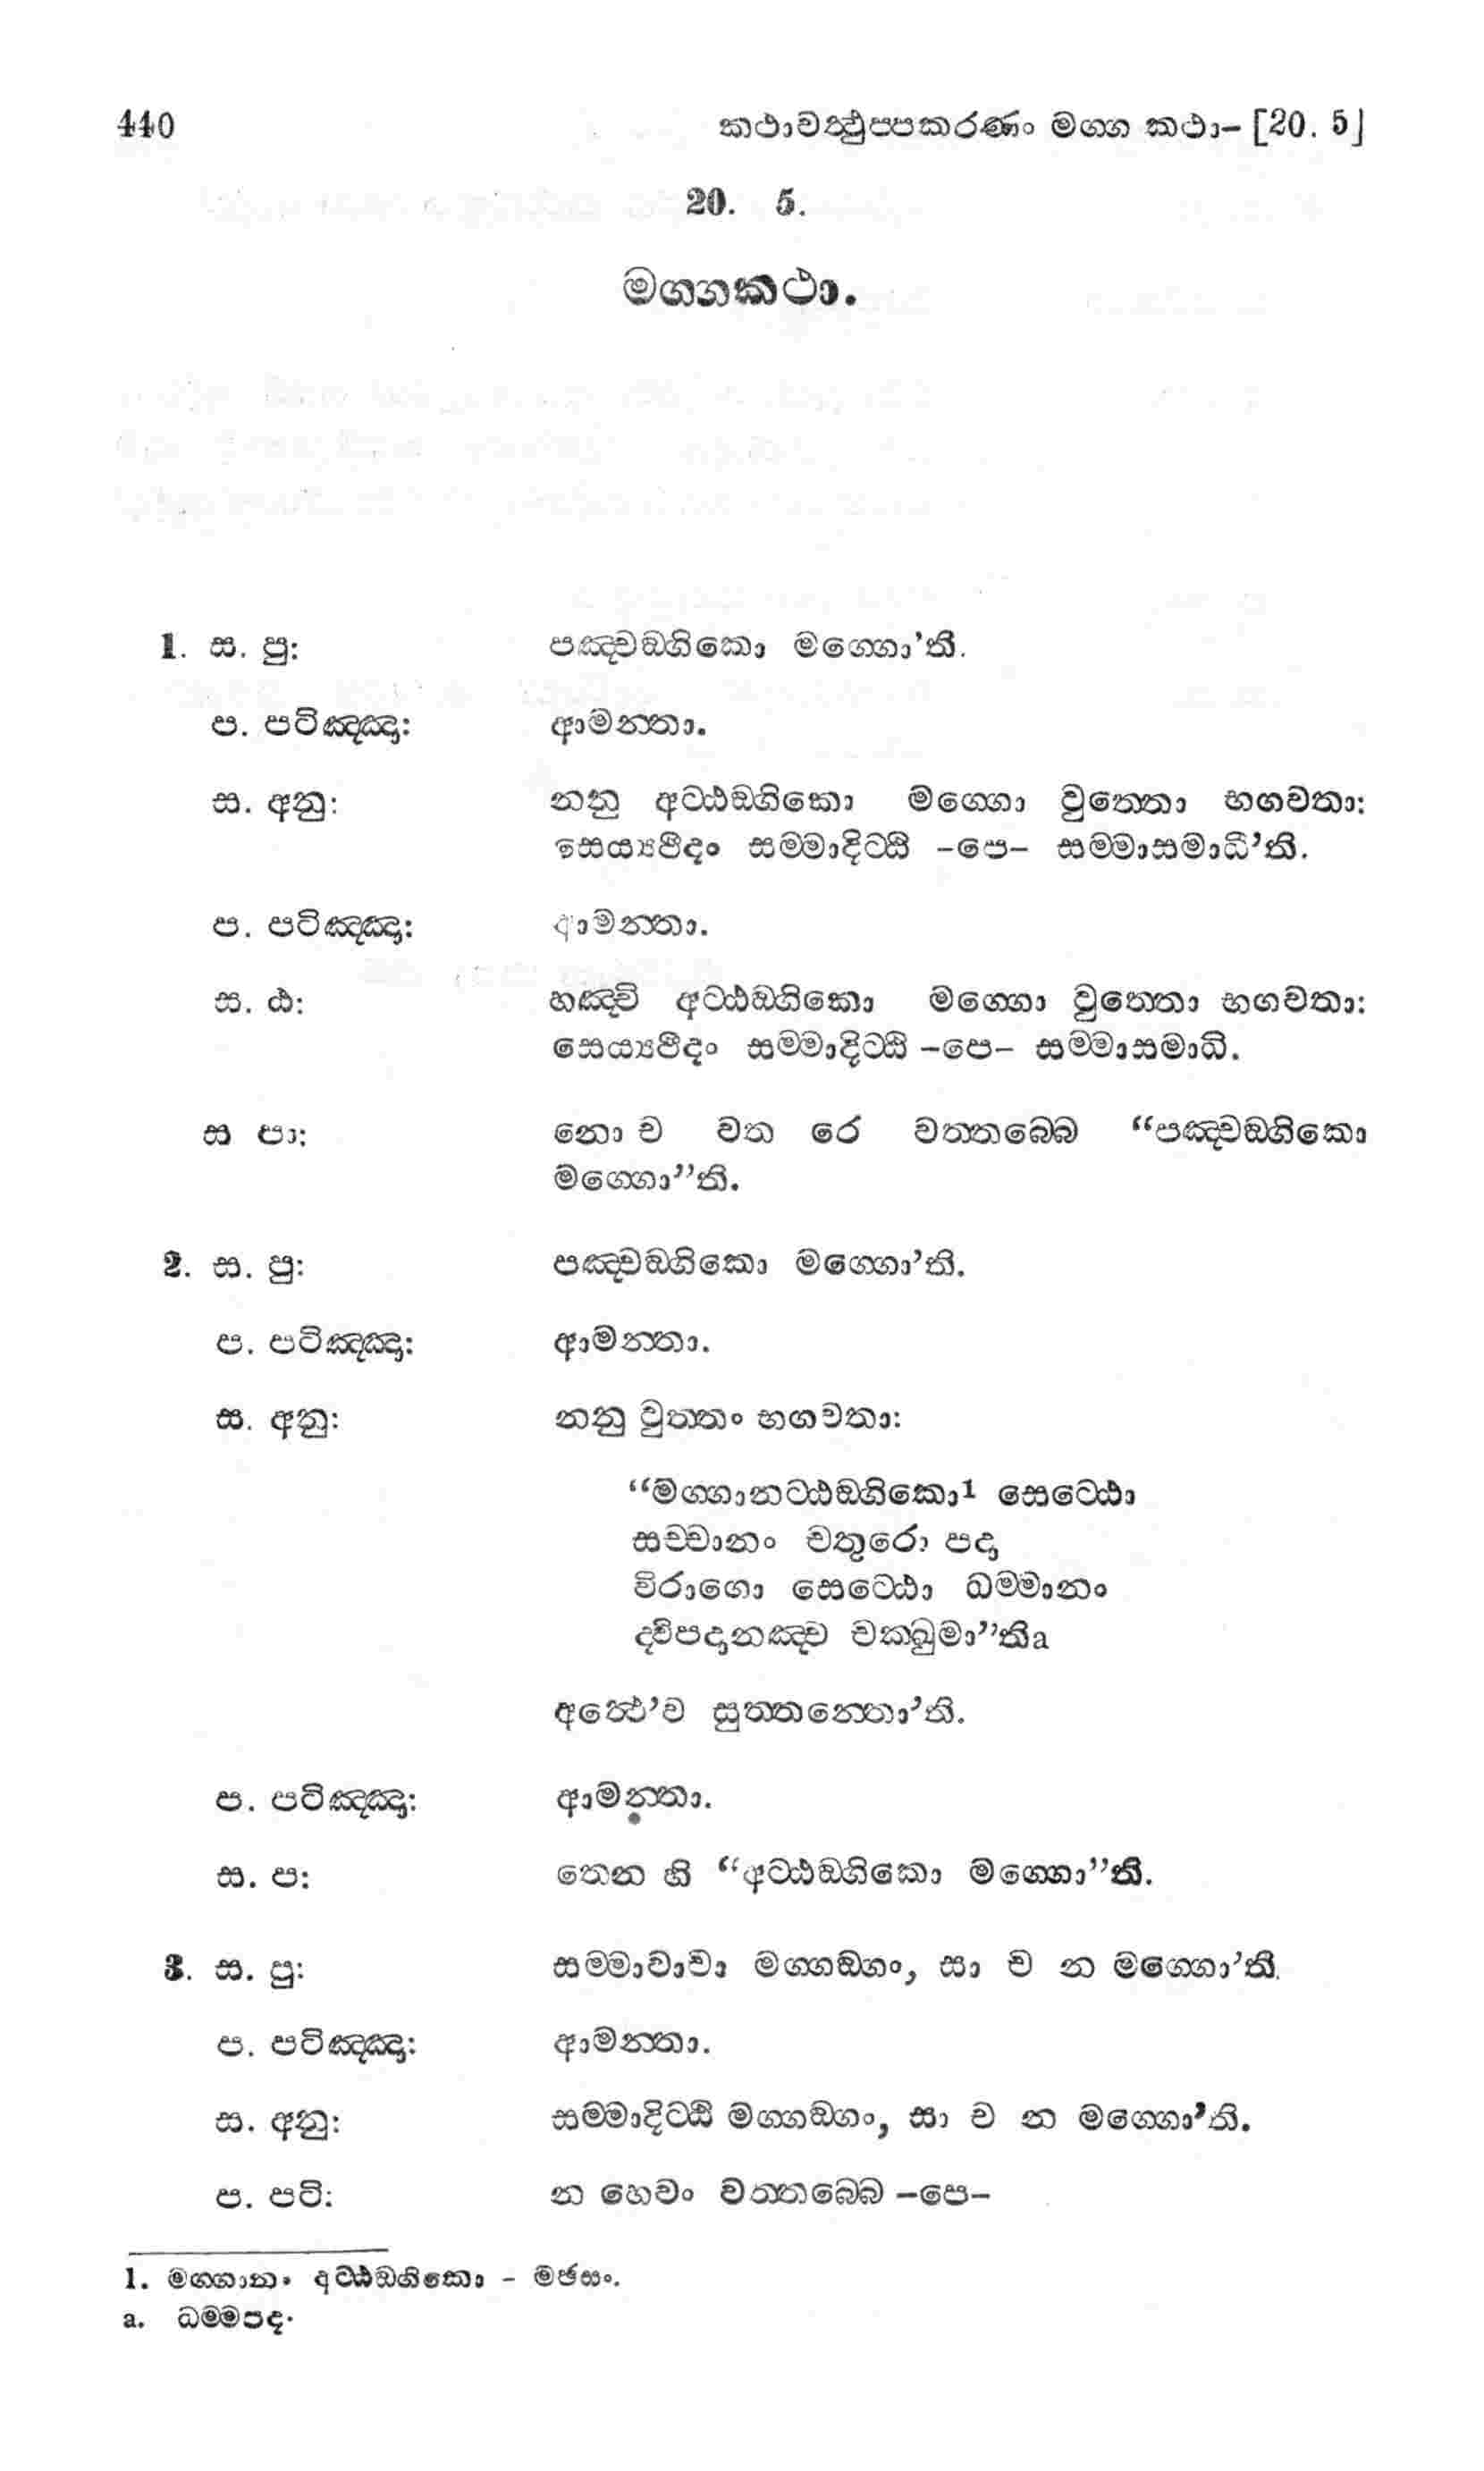 440 කථාවත්‍ථුප‍්පකරණං මග‍්ග කථා– [20. 5]
20. 5.
මග‍්ගකථා.
1. ස. පු: පඤ‍්චඞ‍්ගිකො මග‍්ගො’ති.
ප. පටිඤ‍්ඤා: ආමන‍්තා.
ස. අනු: නනු අට‍්ඨඞ‍්ගිකො මග‍්ගො වුත‍්තො භගවතා:
සෙය්‍යථීදං සම‍්මාදිට‍්ඨි –පෙ– සම‍්මාසමාධී’ති.
ප. පටිඤ‍්ඤා: ආමන‍්තා.
ස. ඨ: හඤ‍්චි අට‍්ඨඞ‍්ගිකො මග‍්ගො වුත‍්තො භගවතා:
සෙය්‍යථීදං සම‍්මාදිට‍්ඨි –පෙ– සම‍්මාසමාධි.
ස පා: නො ච වත රෙ වත‍්තබ‍්බෙ “පඤ‍්චඞ‍්ගිකො
මග‍්ගො”ති.
2. ස. පු: පඤ‍්චඞ‍්ගිකො මග‍්ගො’ති.
ප. පටිඤ‍්ඤා: ආමන‍්තා.
ස. අනු: නනු වුත‍්තං භගවතා:
“මග‍්ගානට‍්ඨඞ‍්ගිකො1 සෙට‍්ඨො
සච‍්චානං චතුරො පදා
විරාගො සෙට‍්ඨො ධම‍්මානං
ද්‍විපදානඤ‍්ච චක‍්ඛුමා”තිa
අත්‍ථෙ’ව සුත‍්තන‍්තො’ති.
ප. පටිඤ‍්ඤා: ආමන‍්තා.
ස. ප: තෙන හි “අට‍්ඨඞ‍්ගිකො මග‍්ගො”ති.
3. ස. පු: සම‍්මාවාචා මග‍්ගඞ‍්ගං, සා ච න මග‍්ගො’ති.
ප. පටිඤ‍්ඤා: ආමන‍්තා.
ස. අනු: සම‍්මාදිට‍්ඨි මග‍්ගඞ‍්ගං, සා ච න මග‍්ගො’ති.
ප. පටි: න හෙවං වත‍්තබ‍්බෙ –පෙ–
1. මග‍්ගානං අට‍්ඨඞ‍්ගිකො – මඡසං.
a. ධම‍්මපද.